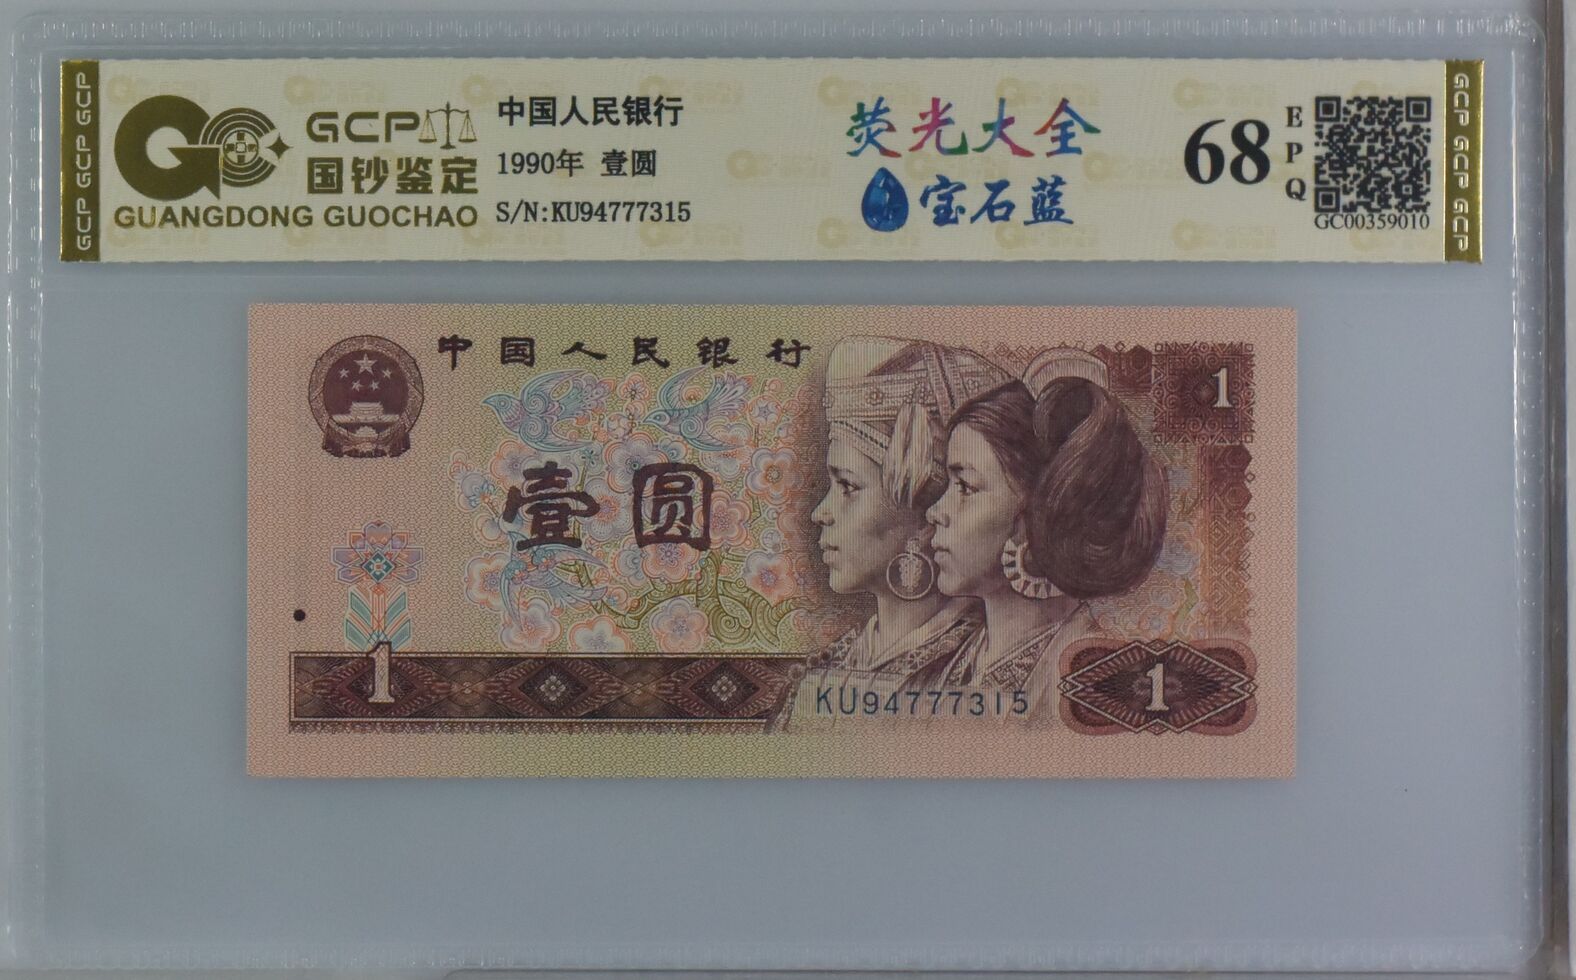 GCP GCP GCP
GCP
国钞鉴定
GUANGDONG GUOCHAO
中国人民银行
1990年 壹圆
S/N:KU94777315
荧光大全
宝石蓝
68
EPQ
GC00359010
GCP GCP GCP
中国人民银行
1
壹圆
1
KU94777315
1